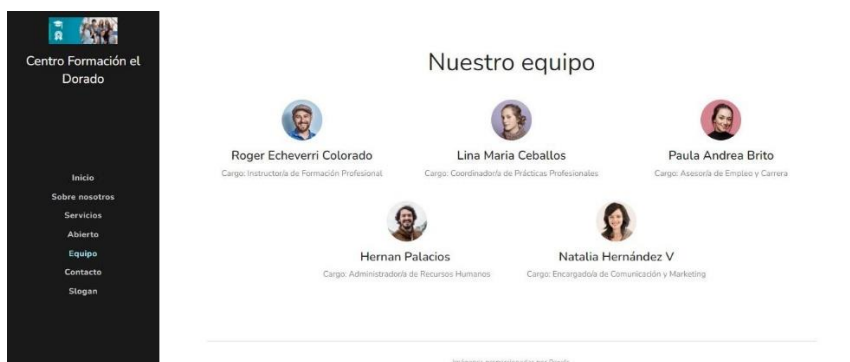 Centro Formación el
Dorado
Inicio
Sobre nosotros
Servicios
Abierto
Equipo
Contacto
Slogan
Nuestro equipo
Roger Echeverri Colorado
Cargo: Instructor/a de Formación Profesional
Lina Maria Ceballos
Cargo: Coordinador/a de Prácticas Profesionales
Paula Andrea Brito
Cargo: Asesor/a de Empleo y Carrera
Hernan Palacios
Cargo: Administrador/a de Recursos Humanos
Natalia Hernández V
Cargo: Encargado/a de Comunicación y Marketing